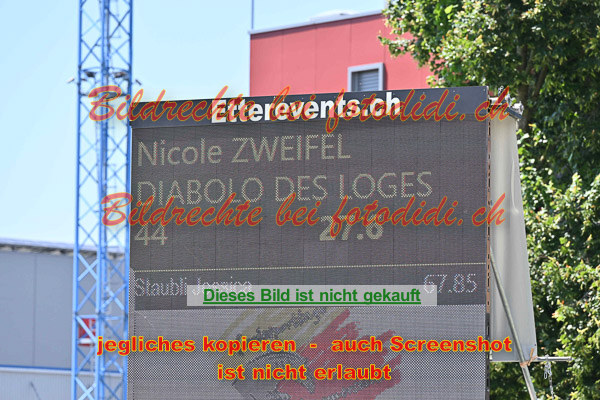 Etterevents.ch
Bildrechte bei fotodidi.ch
Nicole ZWEIFEL
DIABOLO DES LOGES
Bildrechte bei fotodidi.ch
44 27.6
Staubli Jessica 67.85
Dieses Bild ist nicht gekauft
jegliches kopieren - auch Screenshot
ist nicht erlaubt